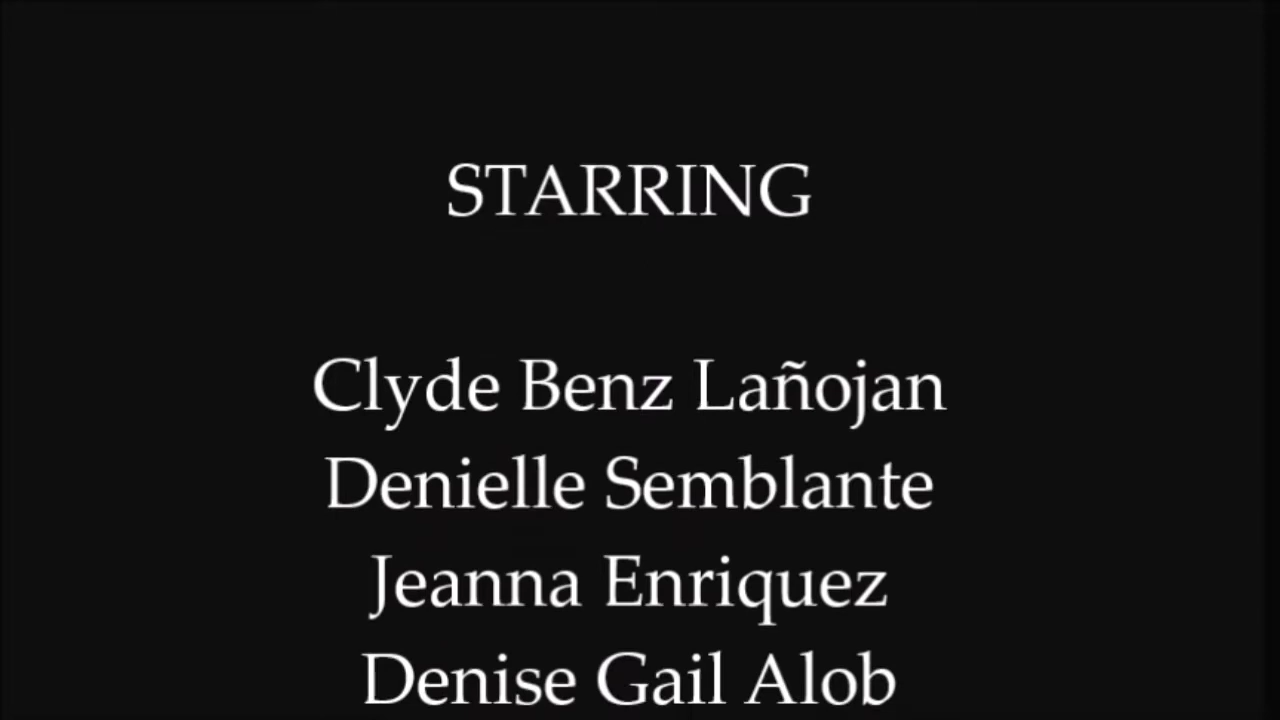 STARRING
Clyde Benz Lañojan
Denielle Semblante
Jeanna Enriquez
Denise Gail Alob